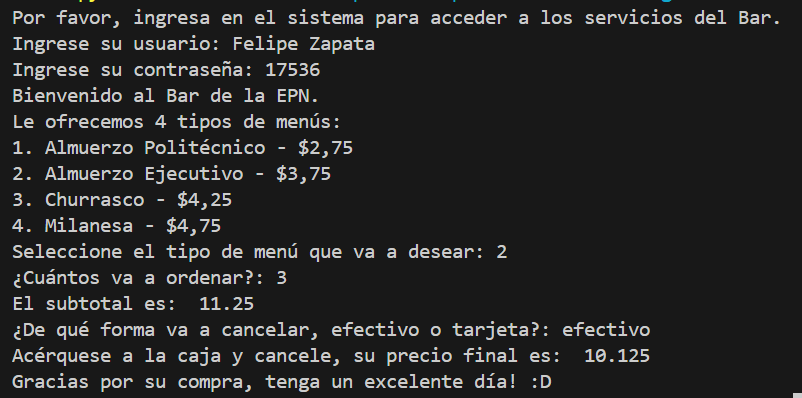 Por favor, ingresa en el sistema para acceder a los servicios del Bar.
Ingrese su usuario: Felipe Zapata
Ingrese su contraseña: 17536
Bienvenido al Bar de la EPN.
Le ofrecemos 4 tipos de menús:
1. Almuerzo Politécnico - $2,75
2. Almuerzo Ejecutivo - $3,75
3. Churrasco - $4,25
4. Milanesa - $4,75
Seleccione el tipo de menú que va a desear: 2
¿Cuántos va a ordenar?: 3
El subtotal es:  11.25
¿De qué forma va a cancelar, efectivo o tarjeta?: efectivo
Acérquese a la caja y cancele, su precio final es:  10.125
Gracias por su compra, tenga un excelente día! :D